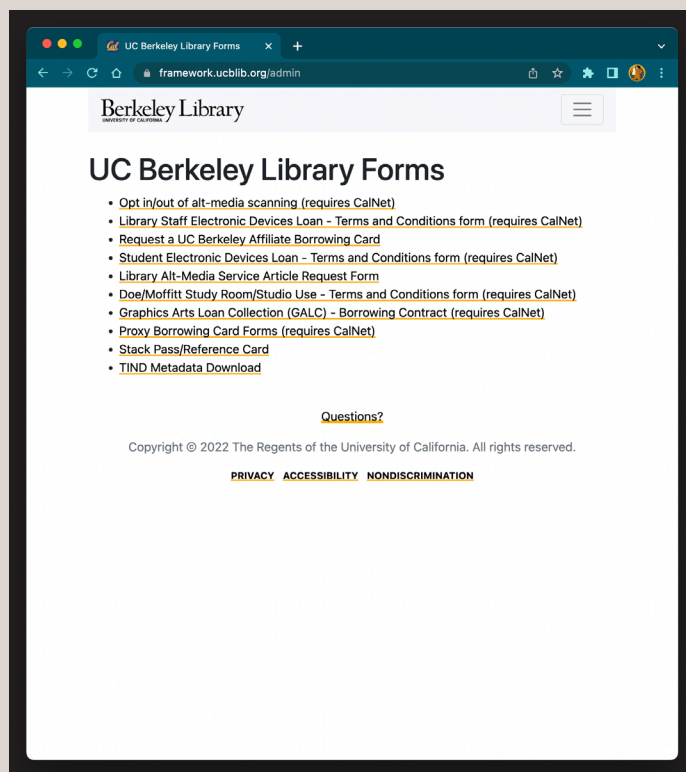 UC Berkeley Library Forms
framework.ucblib.org/admin
Berkeley Library
UNIVERSITY OF CALIFORNIA
UC Berkeley Library Forms
Opt in/out of alt-media scanning (requires CalNet)
Library Staff Electronic Devices Loan - Terms and Conditions form (requires CalNet)
Request a UC Berkeley Affiliate Borrowing Card
Student Electronic Devices Loan - Terms and Conditions form (requires CalNet)
Library Alt-Media Service Article Request Form
Doe/Moffitt Study Room/Studio Use - Terms and Conditions form (requires CalNet)
Graphics Arts Loan Collection (GALC) - Borrowing Contract (requires CalNet)
Proxy Borrowing Card Forms (requires CalNet)
Stack Pass/Reference Card
TIND Metadata Download
Questions?
Copyright © 2022 The Regents of the University of California. All rights reserved.
PRIVACY ACCESSIBILITY NONDISCRIMINATION